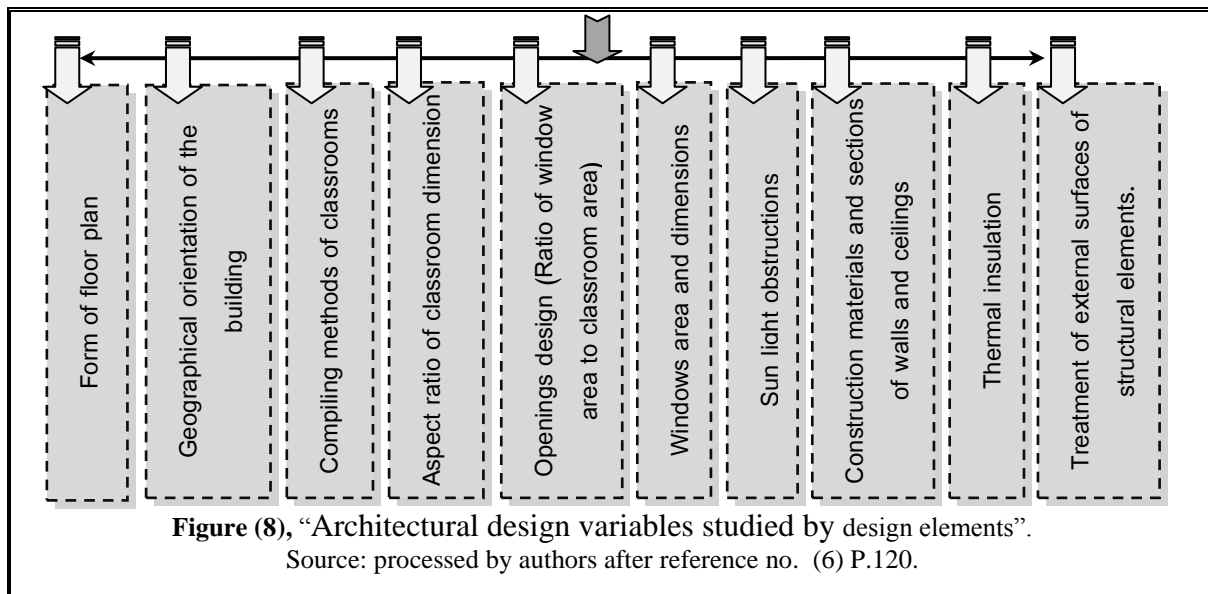 Form of floor plan
Geographical orientation of the
building
Compiling methods of classrooms
Aspect ratio of classroom dimension
Openings design (Ratio of window
area to classroom area)
Windows area and dimensions
Sun light obstructions
Construction materials and sections
of walls and ceilings
Thermal insulation
Treatment of external surfaces of
structural elements.
Figure (8), “Architectural design variables studied by design elements”.
Source: processed by authors after reference no. (6) P.120.